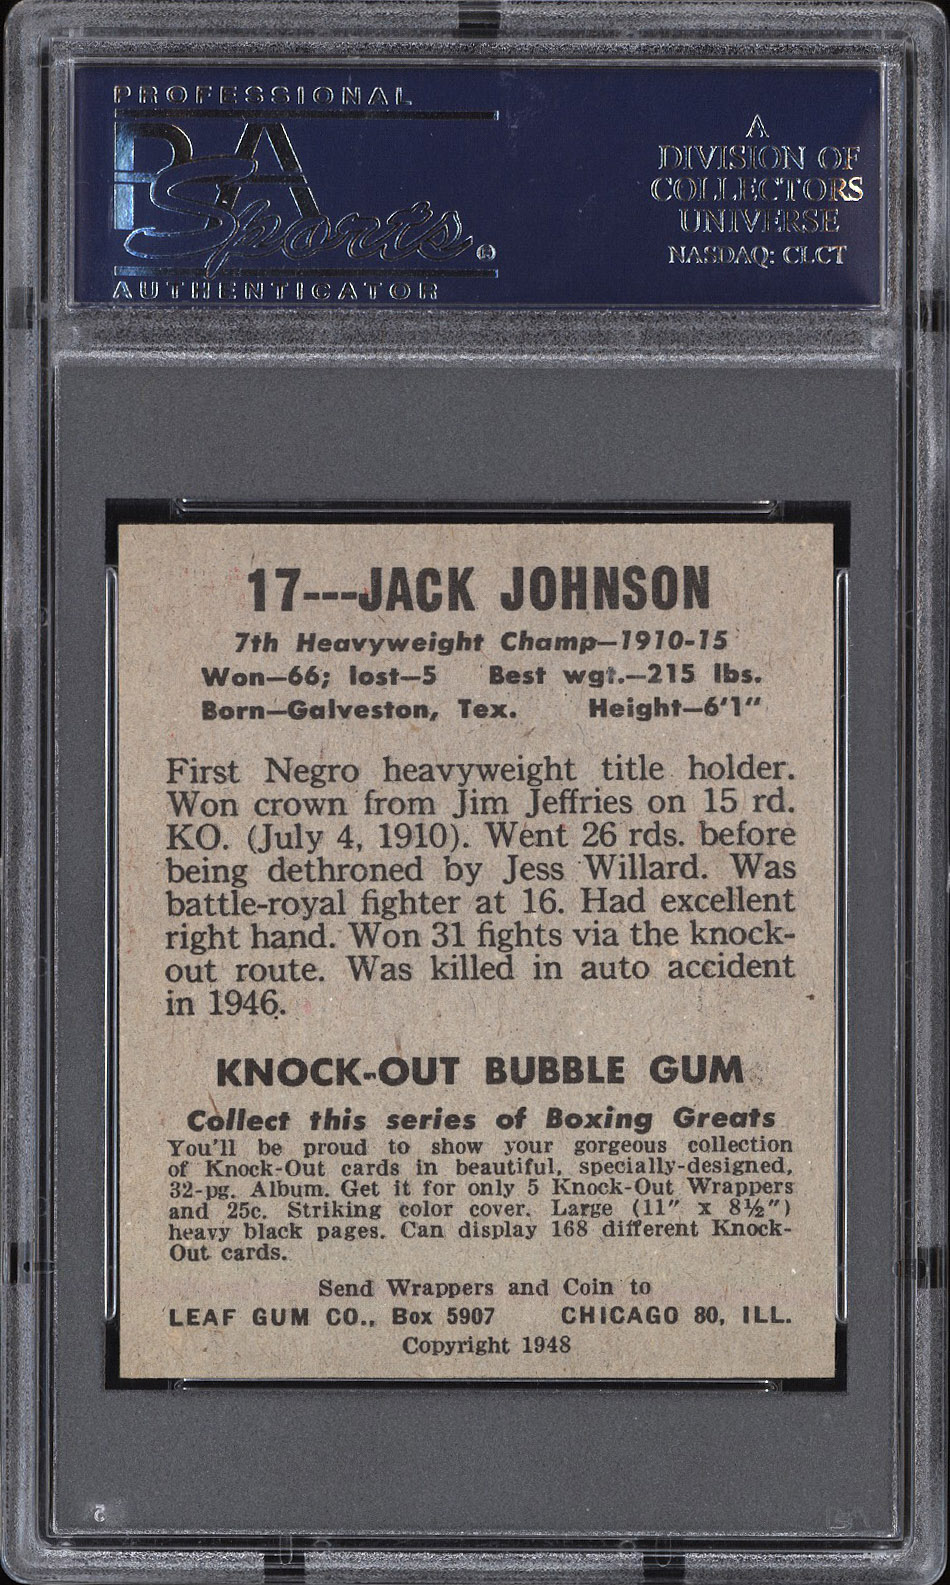 PROFESSIONAL
PSA
Sports®
AUTHENTICATOR
A
DIVISION OF
COLLECTORS
UNIVERSE
NASDAQ: CLCT
17---JACK JOHNSON
7th Heavyweight Champ—1910-15
Won—66; lost—5 Best wgt.—215 lbs.
Born—Galveston, Tex. Height—6'1"
First Negro heavyweight title holder.
Won crown from Jim Jeffries on 15 rd.
KO. (July 4, 1910). Went 26 rds. before
being dethroned by Jess Willard. Was
battle-royal fighter at 16. Had excellent
right hand. Won 31 fights via the knock-
out route. Was killed in auto accident
in 1946.
KNOCK-OUT BUBBLE GUM
Collect this series of Boxing Greats
You'll be proud to show your gorgeous collection
of Knock-Out cards in beautiful, specially-designed,
32-pg. Album. Get it for only 5 Knock-Out Wrappers
and 25c. Striking color cover. Large (11" x 8½")
heavy black pages. Can display 168 different Knock-
Out cards.
Send Wrappers and Coin to
LEAF GUM CO., Box 5907 CHICAGO 80, ILL.
Copyright 1948